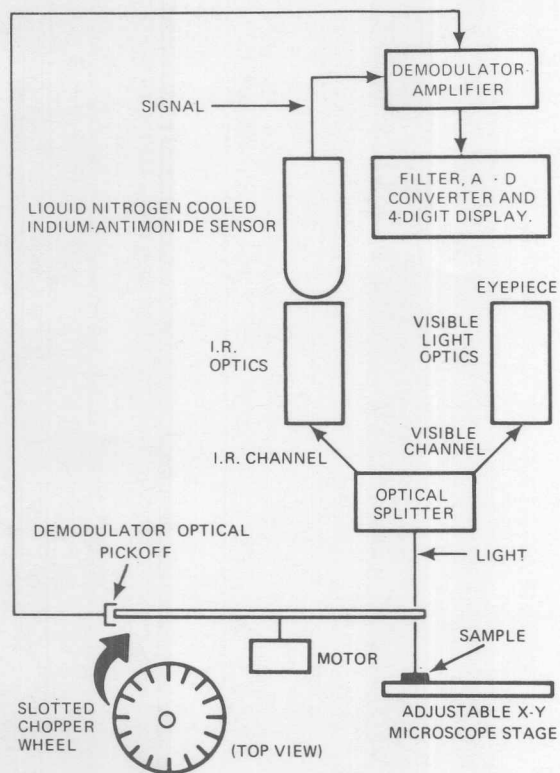 DEMODULATOR-
AMPLIFIER
SIGNAL
FILTER, A - D
CONVERTER AND
4-DIGIT DISPLAY.
LIQUID NITROGEN COOLED
INDIUM-ANTIMONIDE SENSOR
EYEPIECE
I.R.
OPTICS
VISIBLE
LIGHT
OPTICS
I.R. CHANNEL
VISIBLE
CHANNEL
OPTICAL
SPLITTER
DEMODULATOR OPTICAL
PICKOFF
LIGHT
SAMPLE
MOTOR
SLOTTED
CHOPPER
WHEEL
(TOP VIEW)
ADJUSTABLE X-Y
MICROSCOPE STAGE